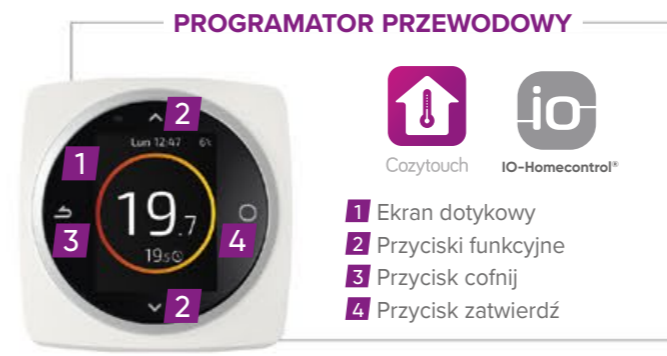 PROGRAMATOR PRZEWODOWY
2
Lun 12:47
1
19.7
3
4
19.5
2
Cozytouch
io
IO-Homecontrol®
1 Ekran dotykowy
2 Przyciski funkcyjne
3 Przycisk cofnij
4 Przycisk zatwierdź